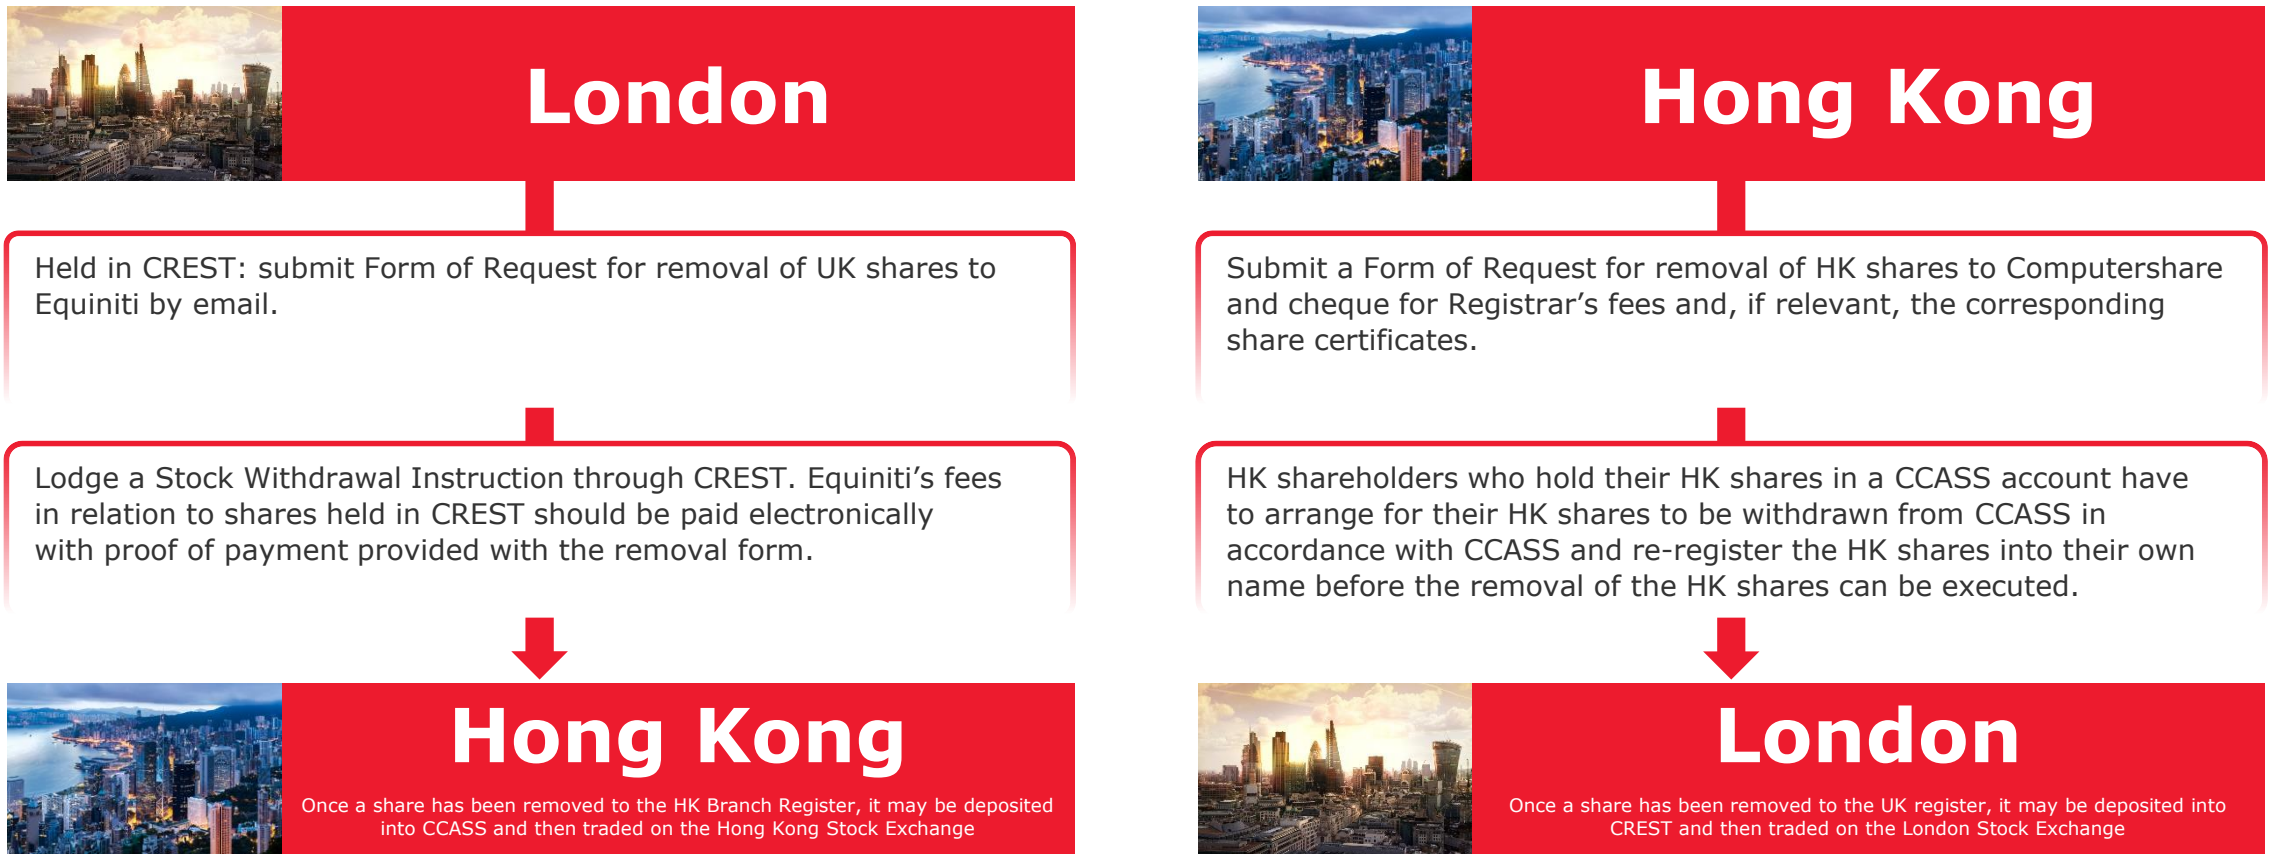 London
Held in CREST: submit Form of Request for removal of UK shares to
Equiniti by email.
Lodge a Stock Withdrawal Instruction through CREST. Equiniti’s fees
in relation to shares held in CREST should be paid electronically
with proof of payment provided with the removal form.
Hong Kong
Once a share has been removed to the HK Branch Register, it may be deposited
into CCASS and then traded on the Hong Kong Stock Exchange
Hong Kong
Submit a Form of Request for removal of HK shares to Computershare
and cheque for Registrar’s fees and, if relevant, the corresponding
share certificates.
HK shareholders who hold their HK shares in a CCASS account have
to arrange for their HK shares to be withdrawn from CCASS in
accordance with CCASS and re-register the HK shares into their own
name before the removal of the HK shares can be executed.
London
Once a share has been removed to the UK register, it may be deposited into
CREST and then traded on the London Stock Exchange